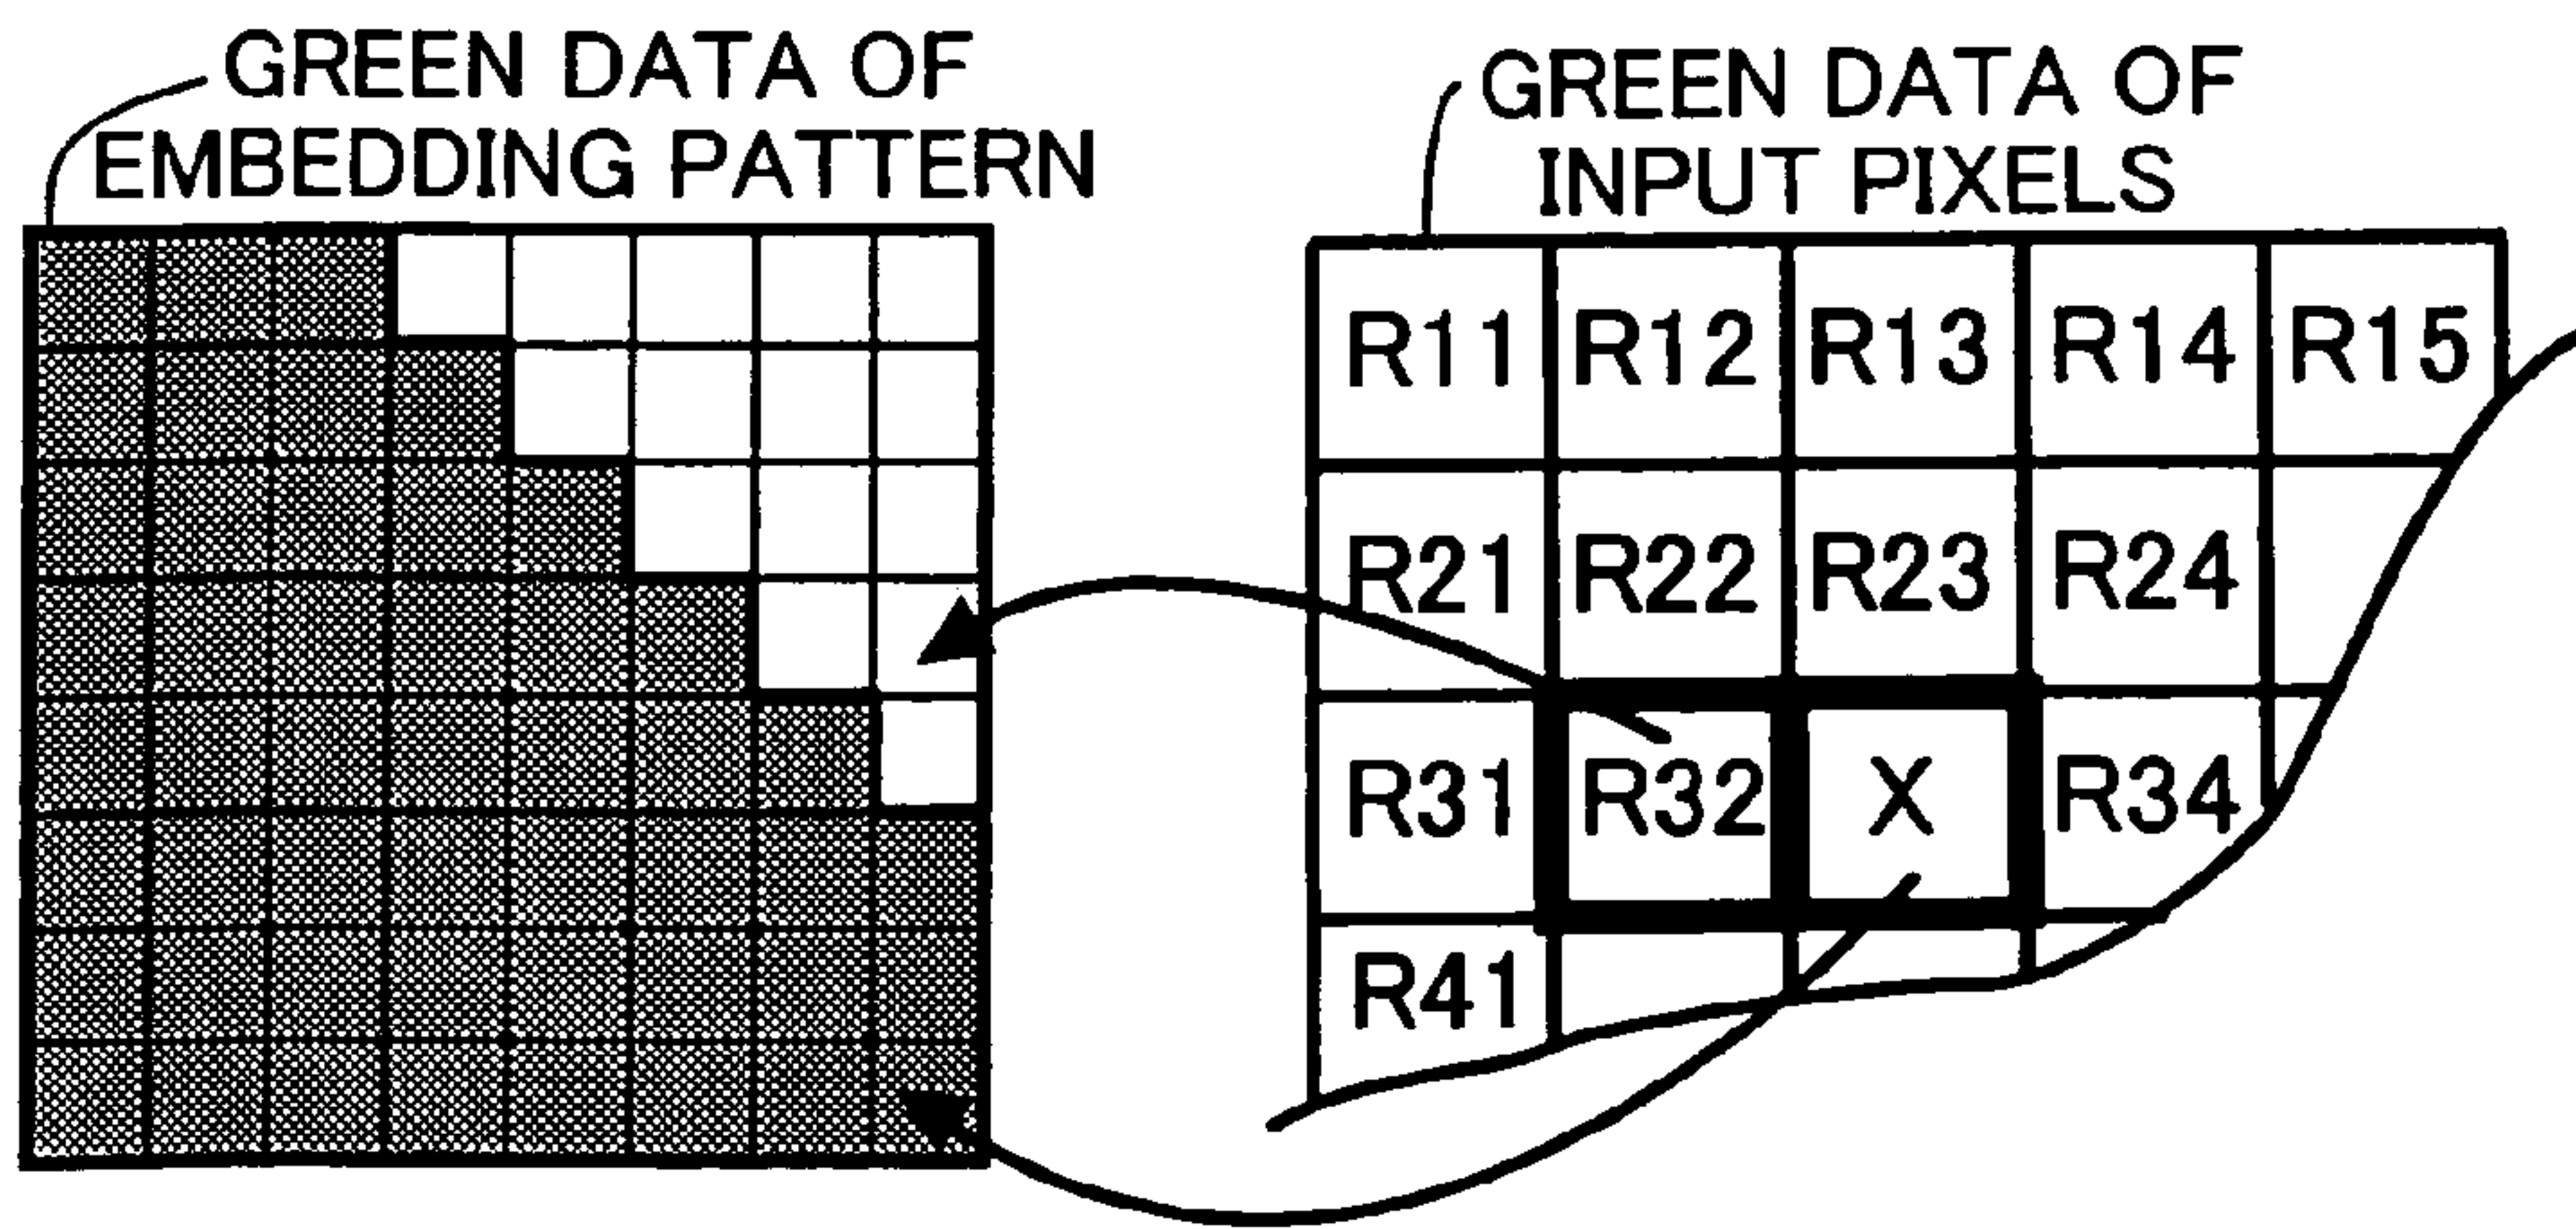 GREEN DATA OF
EMBEDDING PATTERN
GREEN DATA OF
INPUT PIXELS
R11 R12 R13 R14 R15
R21 R22 R23 R24
R31 R32 X R34
R41